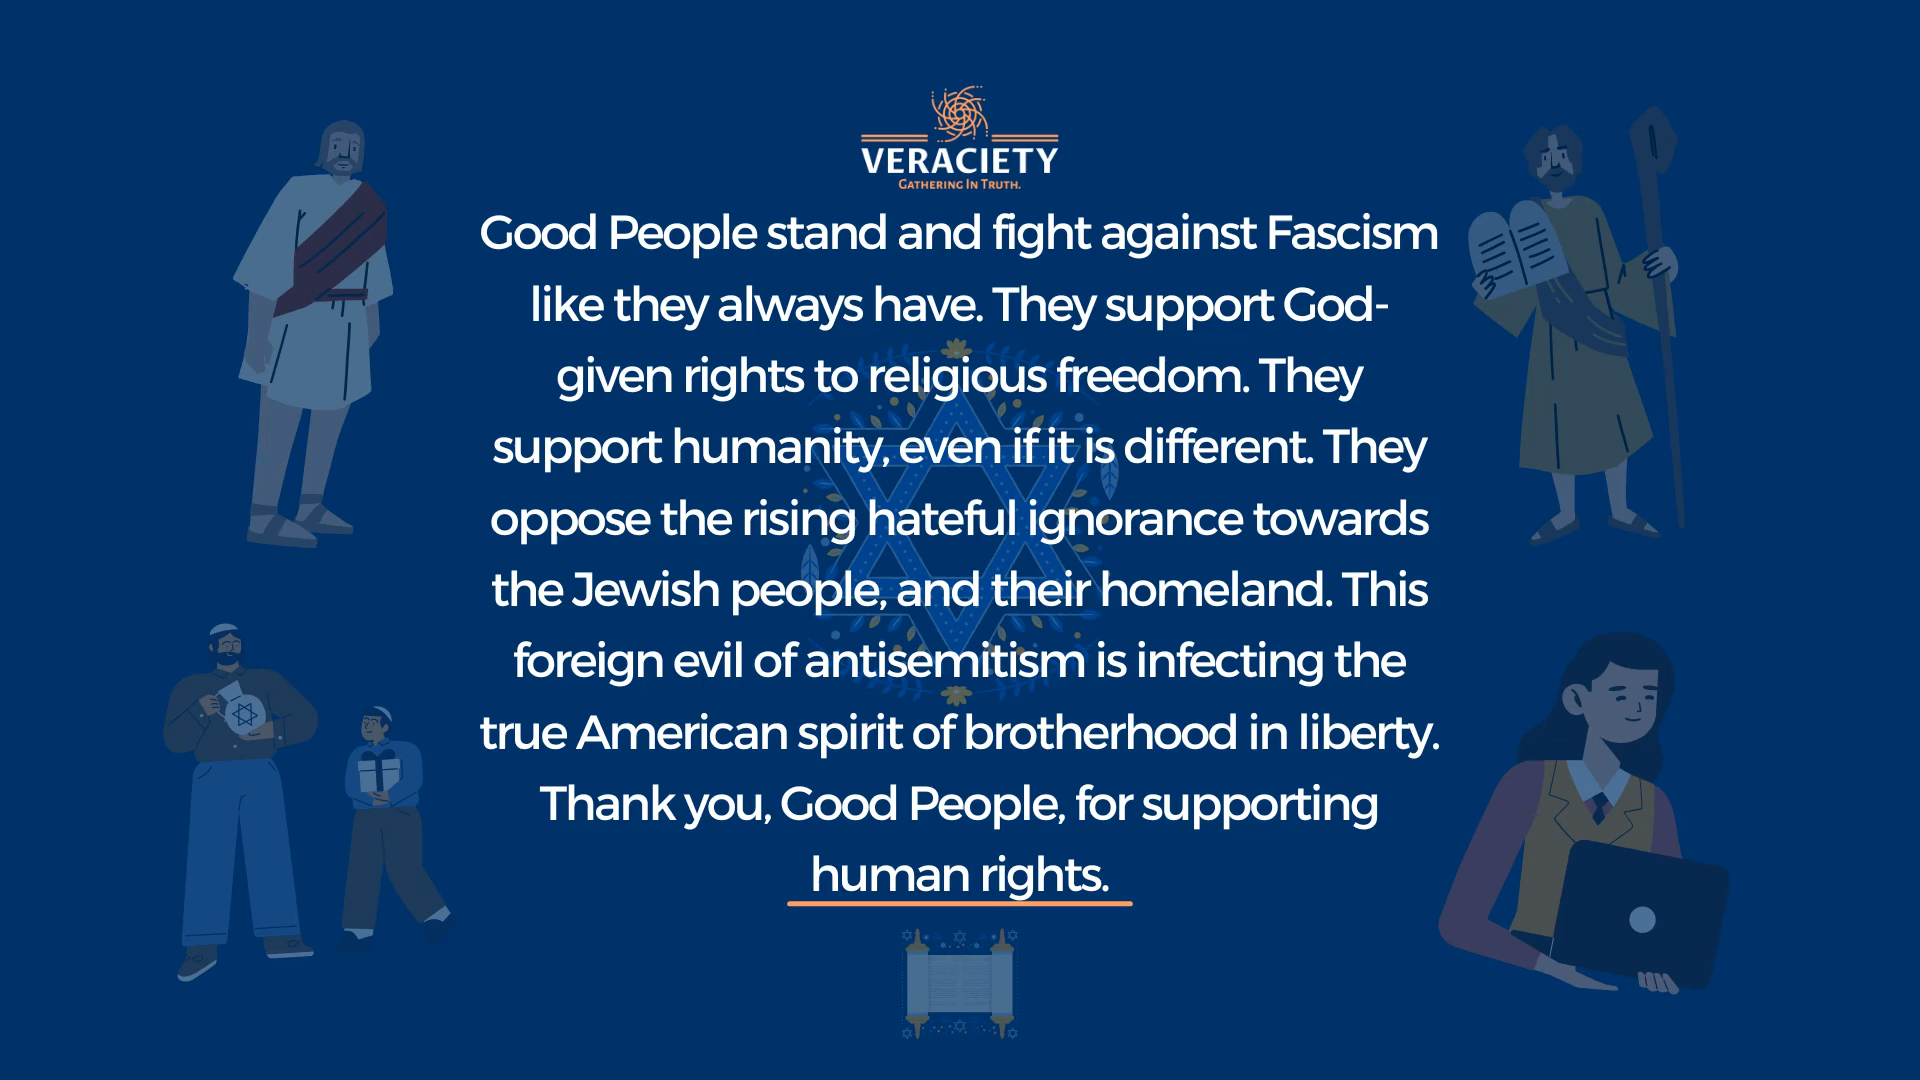 VERACIETY
GATHERING IN TRUTH.
Good People stand and fight against Fascism
like they always have. They support God-
given rights to religious freedom. They
support humanity, even if it is different. They
oppose the rising hateful ignorance towards
the Jewish people, and their homeland. This
foreign evil of antisemitism is infecting the
true American spirit of brotherhood in liberty.
Thank you, Good People, for supporting
human rights.